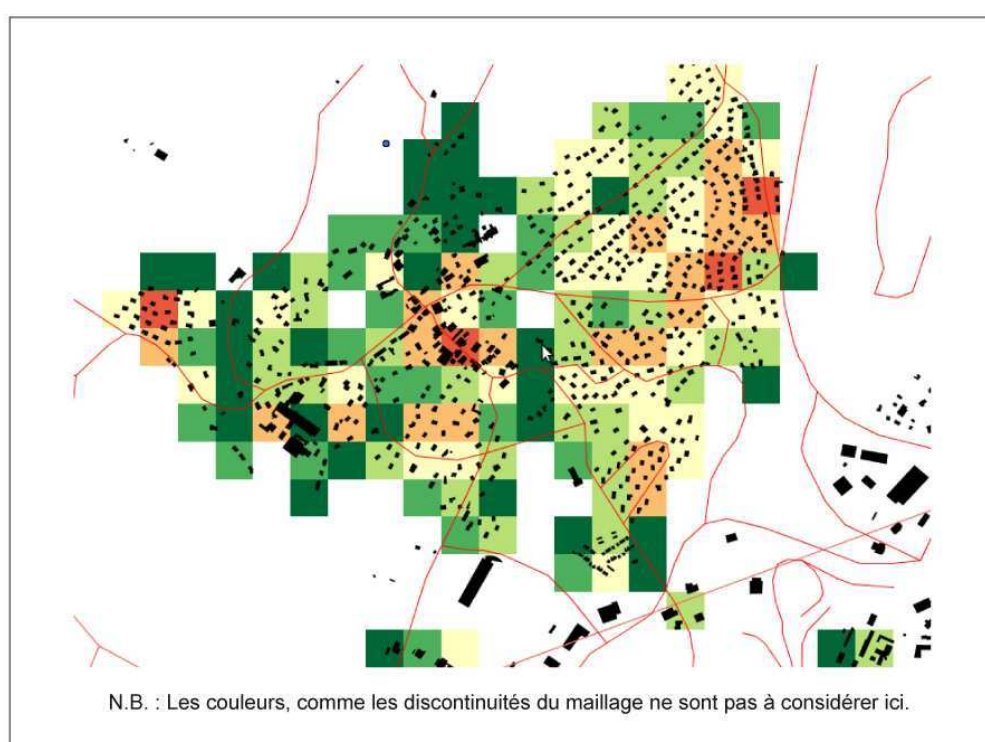 N.B. : Les couleurs, comme les discontinuités du maillage ne sont pas à considérer ici.